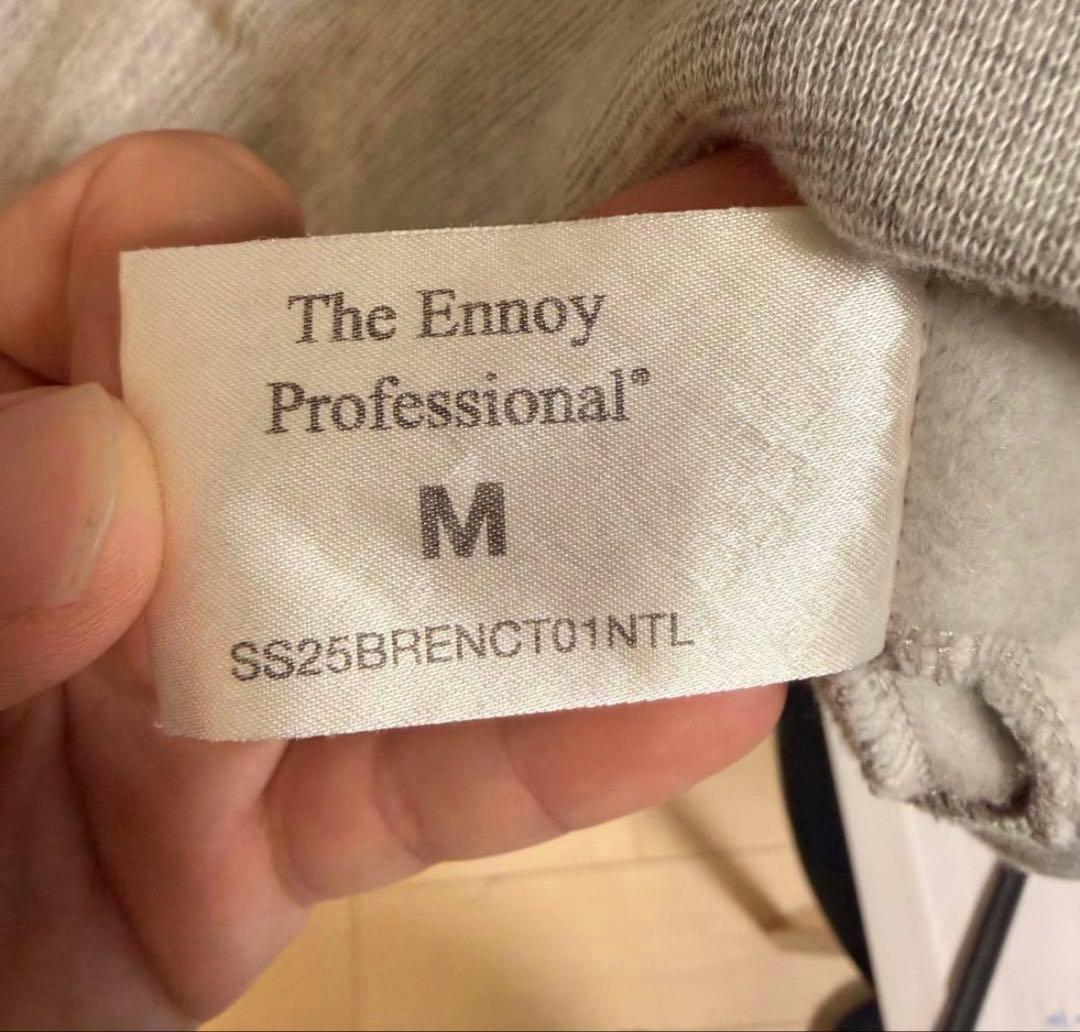 The Ennoy
Professional®
M
SS25BRENCT01NTL